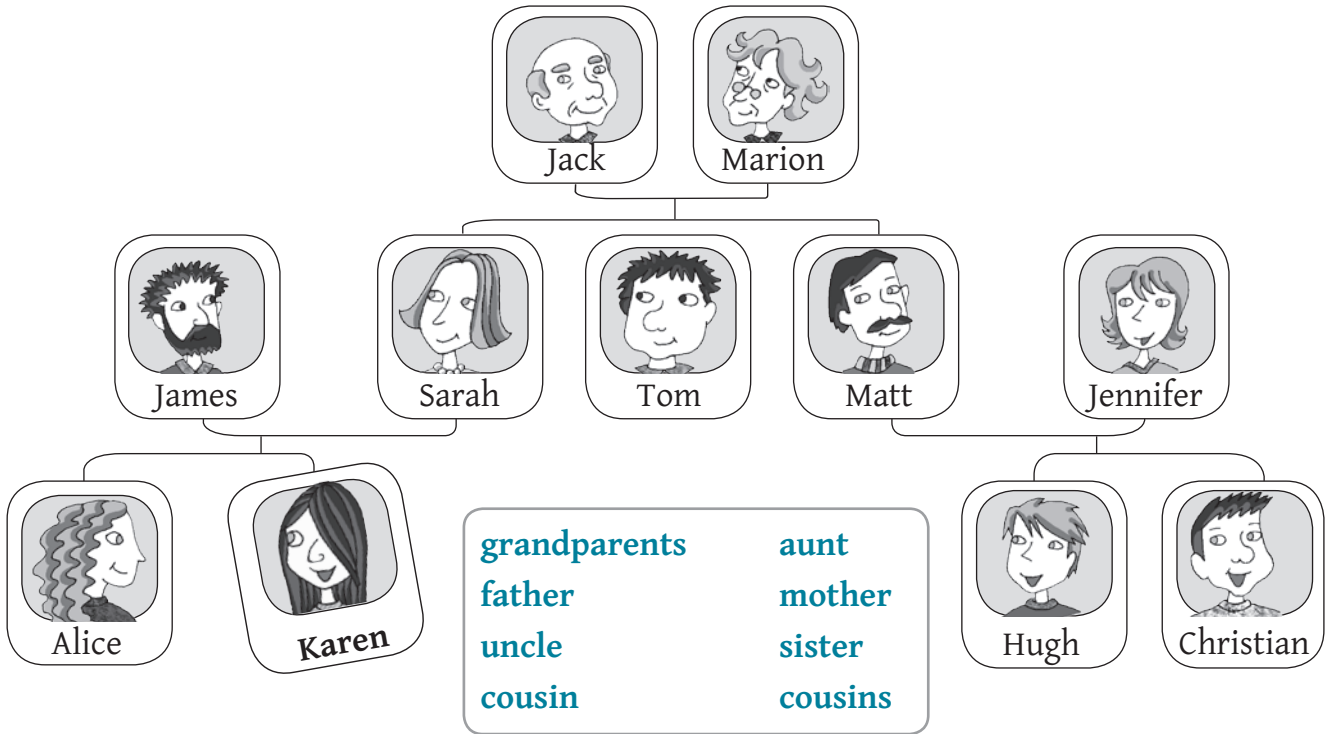 Jack Marion
James Sarah Tom Matt Jennifer
Alice Karen Hugh Christian
grandparents aunt
father mother
uncle sister
cousin cousins